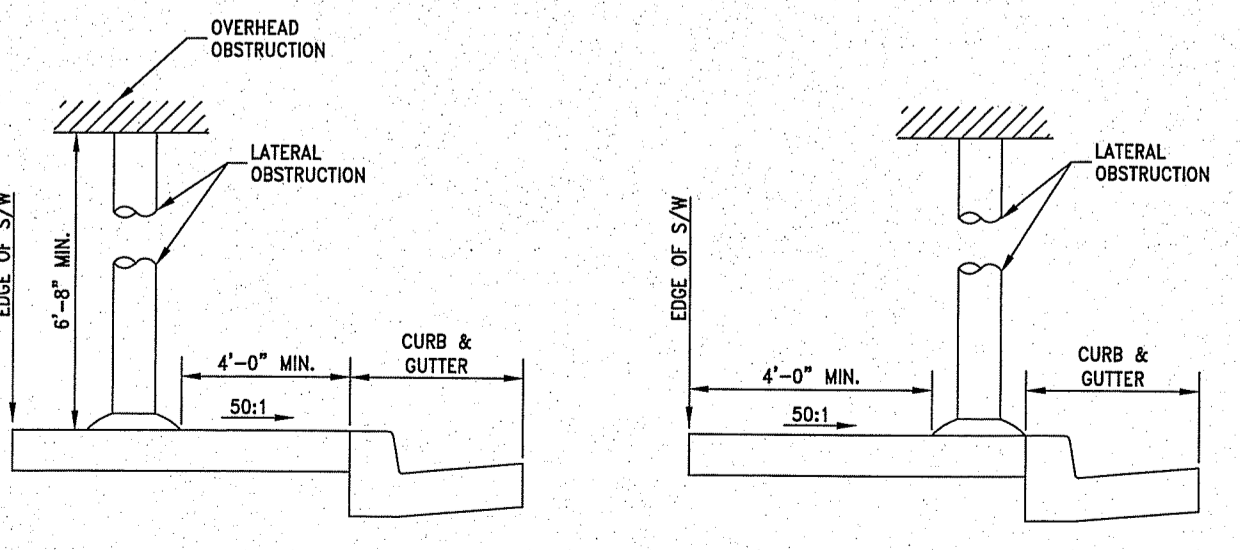 OVERHEAD
OBSTRUCTION
LATERAL
OBSTRUCTION
EDGE OF S/W
6'-8" MIN.
4'-0" MIN.
50:1
CURB &
GUTTER
LATERAL
OBSTRUCTION
EDGE OF S/W
4'-0" MIN.
50:1
CURB &
GUTTER